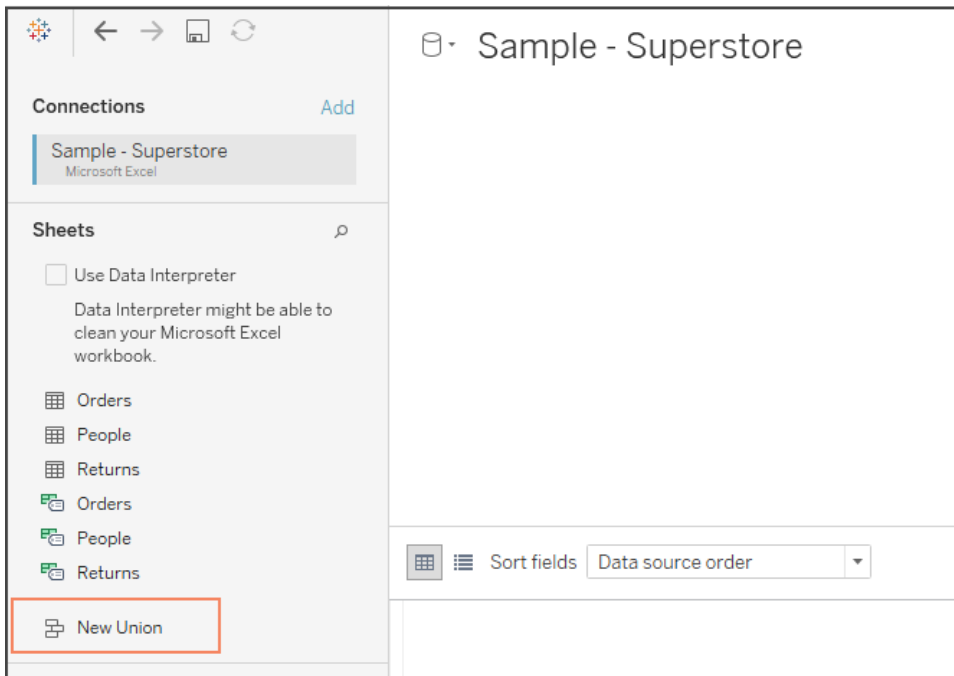 Sample - Superstore
Connections
Add
Sample - Superstore
Microsoft Excel
Sheets
Use Data Interpreter
Data Interpreter might be able to
clean your Microsoft Excel
workbook.
Orders
People
Returns
Orders
People
Returns
New Union
Sort fields
Data source order